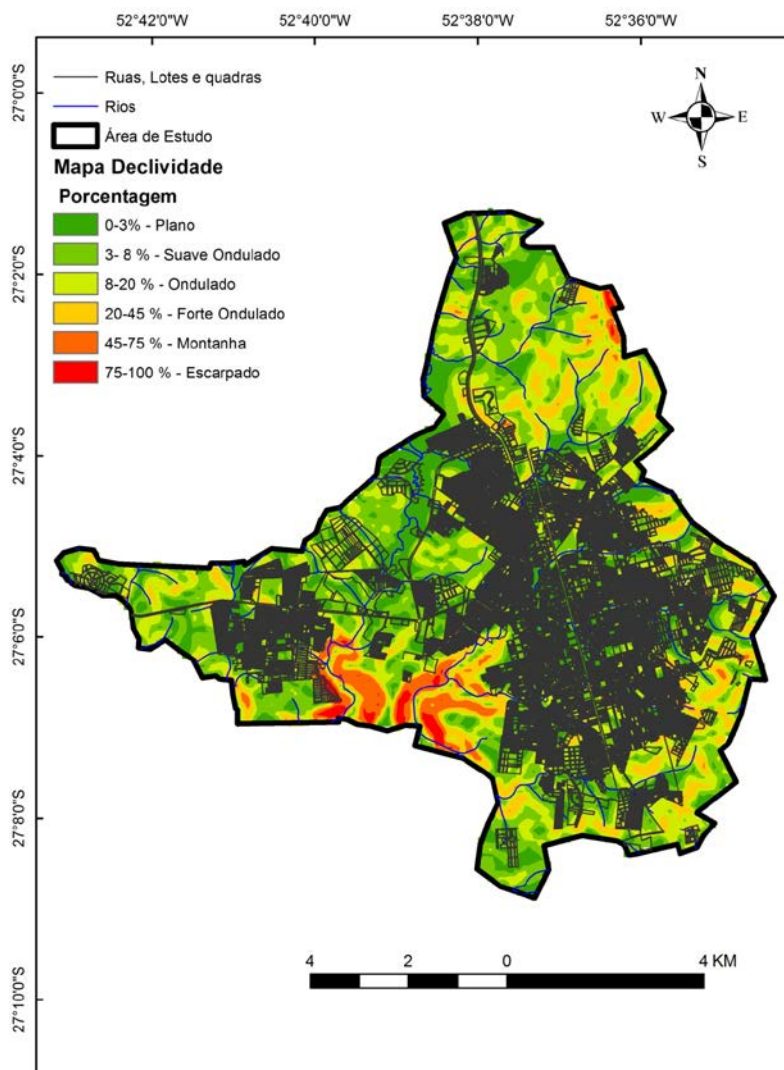 52°42'0"W 52°40'0"W 52°38'0"W 52°36'0"W
27°0'0"S
27°2'0"S
27°4'0"S
27°6'0"S
27°8'0"S
27°10'0"S
Ruas, Lotes e quadras
Rios
Área de Estudo
Mapa Declividade
Porcentagem
0-3% - Plano
3- 8 % - Suave Ondulado
8-20 % - Ondulado
20-45 % - Forte Ondulado
45-75 % - Montanha
75-100 % - Escarpado
N
W E
S
4 2 0 4 KM